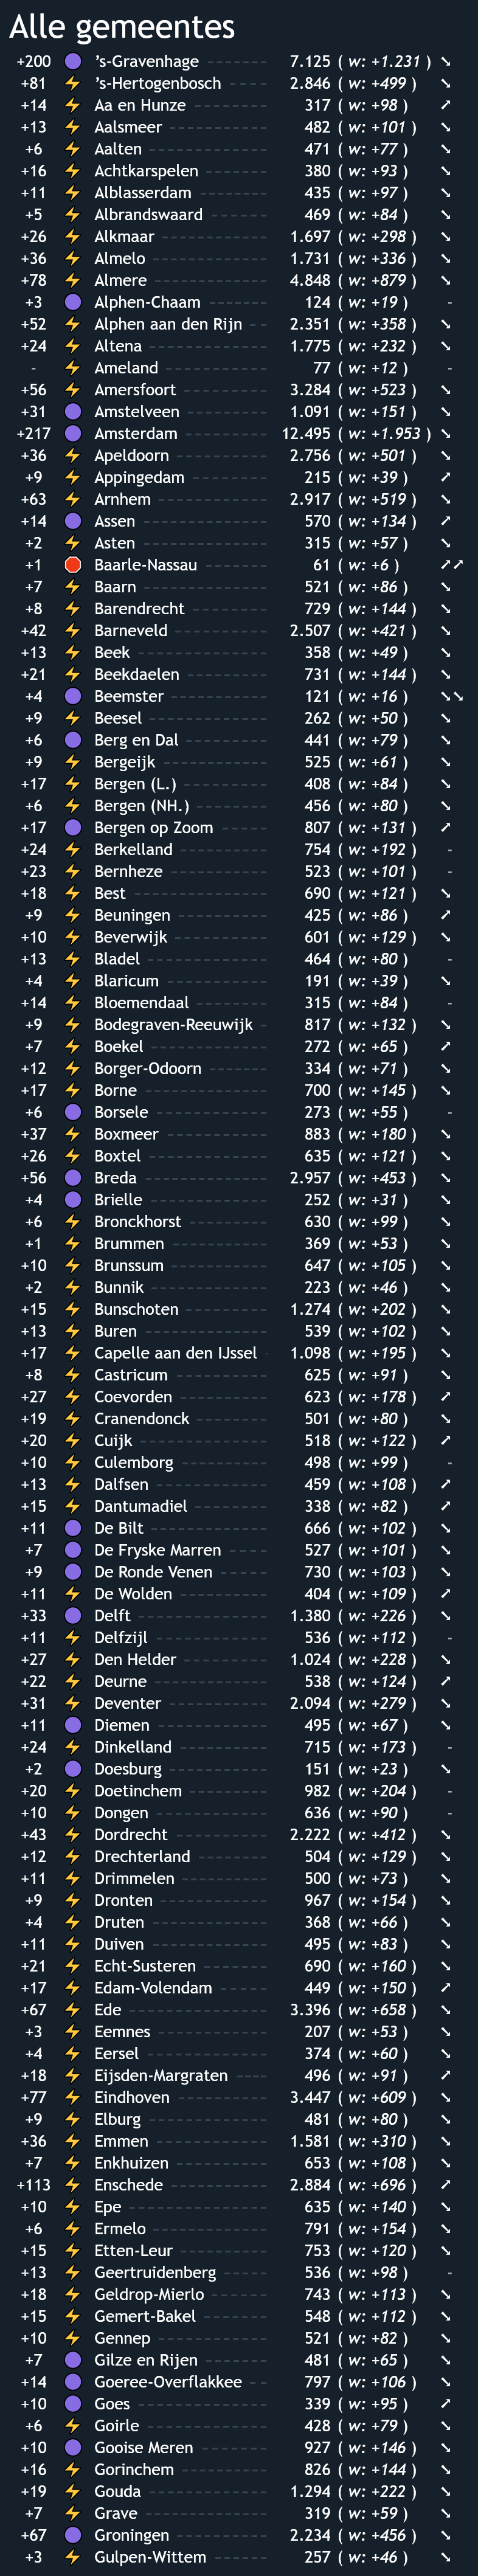 Alle gemeentes
+200 's-Gravenhage 7.125 ( w: +1.231 )
+81 's-Hertogenbosch 2.846 ( w: +499 )
+14 Aa en Hunze 317 ( w: +98 )
+13 Aalsmeer 482 ( w: +101 )
+6 Aalten 471 ( w: +77 )
+16 Achtkarspelen 380 ( w: +93 )
+11 Alblasserdam 435 ( w: +97 )
+5 Albrandswaard 469 ( w: +84 )
+26 Alkmaar 1.697 ( w: +298 )
+36 Almelo 1.731 ( w: +336 )
+78 Almere 4.848 ( w: +879 )
+3 Alphen-Chaam 124 ( w: +19 ) -
+52 Alphen aan den Rijn 2.351 ( w: +358 )
+24 Altena 1.775 ( w: +232 )
- Ameland 77 ( w: +12 ) -
+56 Amersfoort 3.284 ( w: +523 )
+31 Amstelveen 1.091 ( w: +151 )
+217 Amsterdam 12.495 ( w: +1.953 )
+36 Apeldoorn 2.756 ( w: +501 )
+9 Appingedam 215 ( w: +39 )
+63 Arnhem 2.917 ( w: +519 )
+14 Assen 570 ( w: +134 )
+2 Asten 315 ( w: +57 )
+1 Baarle-Nassau 61 ( w: +6 )
+7 Baarn 521 ( w: +86 )
+8 Barendrecht 729 ( w: +144 )
+42 Barneveld 2.507 ( w: +421 )
+13 Beek 358 ( w: +49 )
+21 Beekdaelen 731 ( w: +144 )
+4 Beemster 121 ( w: +16 )
+9 Beesel 262 ( w: +50 )
+6 Berg en Dal 441 ( w: +79 )
+9 Bergeijk 525 ( w: +61 )
+17 Bergen (L.) 408 ( w: +84 )
+6 Bergen (NH.) 456 ( w: +80 )
+17 Bergen op Zoom 807 ( w: +131 )
+24 Berkelland 754 ( w: +192 ) -
+23 Bernheze 523 ( w: +101 ) -
+18 Best 690 ( w: +121 )
+9 Beuningen 425 ( w: +86 )
+10 Beverwijk 601 ( w: +129 )
+13 Bladel 464 ( w: +80 ) -
+4 Blaricum 191 ( w: +39 )
+14 Bloemendaal 315 ( w: +84 ) -
+9 Bodegraven-Reeuwijk 817 ( w: +132 )
+7 Boekel 272 ( w: +65 )
+12 Borger-Odoorn 334 ( w: +71 )
+17 Borne 700 ( w: +145 )
+6 Borsele 273 ( w: +55 ) -
+37 Boxmeer 883 ( w: +180 )
+26 Boxtel 635 ( w: +121 )
+56 Breda 2.957 ( w: +453 )
+4 Brielle 252 ( w: +31 )
+6 Bronckhorst 630 ( w: +99 )
+1 Brummen 369 ( w: +53 )
+10 Brunssum 647 ( w: +105 )
+2 Bunnik 223 ( w: +46 )
+15 Bunschoten 1.274 ( w: +202 )
+13 Buren 539 ( w: +102 )
+17 Capelle aan den IJssel 1.098 ( w: +195 )
+8 Castricum 625 ( w: +91 )
+27 Coevorden 623 ( w: +178 )
+19 Cranendonck 501 ( w: +80 )
+20 Cuijk 518 ( w: +122 )
+10 Culemborg 498 ( w: +99 ) -
+13 Dalfsen 459 ( w: +108 )
+15 Dantumadiel 338 ( w: +82 )
+11 De Bilt 666 ( w: +102 )
+7 De Fryske Marren 527 ( w: +101 )
+9 De Ronde Venen 730 ( w: +103 )
+11 De Wolden 404 ( w: +109 )
+33 Delft 1.380 ( w: +226 )
+11 Delfzijl 536 ( w: +112 ) -
+27 Den Helder 1.024 ( w: +228 )
+22 Deurne 538 ( w: +124 )
+31 Deventer 2.094 ( w: +279 )
+11 Diemen 495 ( w: +67 )
+24 Dinkelland 715 ( w: +173 ) -
+2 Doesburg 151 ( w: +23 )
+20 Doetinchem 982 ( w: +204 ) -
+10 Dongen 636 ( w: +90 ) -
+43 Dordrecht 2.222 ( w: +412 )
+12 Drechterland 504 ( w: +129 )
+11 Drimmelen 500 ( w: +73 )
+9 Dronten 967 ( w: +154 )
+4 Druten 368 ( w: +66 )
+11 Duiven 495 ( w: +83 )
+21 Echt-Susteren 690 ( w: +160 )
+17 Edam-Volendam 449 ( w: +150 )
+67 Ede 3.396 ( w: +658 )
+3 Eemnes 207 ( w: +53 )
+4 Eersel 374 ( w: +60 )
+18 Eijsden-Margraten 496 ( w: +91 )
+77 Eindhoven 3.447 ( w: +609 )
+9 Elburg 481 ( w: +80 )
+36 Emmen 1.581 ( w: +310 )
+7 Enkhuizen 653 ( w: +108 )
+113 Enschede 2.884 ( w: +696 )
+10 Epe 635 ( w: +140 )
+6 Ermelo 791 ( w: +154 )
+15 Etten-Leur 753 ( w: +120 )
+13 Geertruidenberg 536 ( w: +98 ) -
+18 Geldrop-Mierlo 743 ( w: +113 )
+15 Gemert-Bakel 548 ( w: +112 )
+10 Gennep 521 ( w: +82 )
+7 Gilze en Rijen 481 ( w: +65 )
+14 Goeree-Overflakkee 797 ( w: +106 )
+10 Goes 339 ( w: +95 )
+6 Goirle 428 ( w: +79 )
+10 Gooise Meren 927 ( w: +146 )
+16 Gorinchem 826 ( w: +144 )
+19 Gouda 1.294 ( w: +222 )
+7 Grave 319 ( w: +59 )
+67 Groningen 2.234 ( w: +456 )
+3 Gulpen-Wittem 257 ( w: +46 )